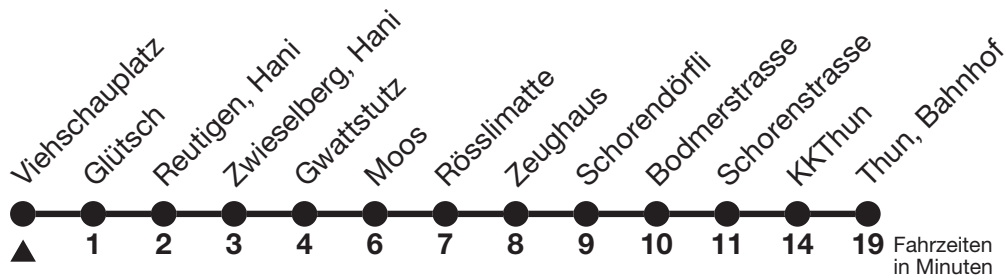 Viehschauplatz
Glütsch
Reutigen, Hani
Zwieselberg, Hani
Gwattstutz
Moos
Rösslimatte
Zeughaus
Schorendörfli
Bodmerstrasse
Schorenstrasse
KKThun
Thun, Bahnhof
1 2 3 4 6 7 8 9 10 11 14 19 Fahrzeiten
in Minuten